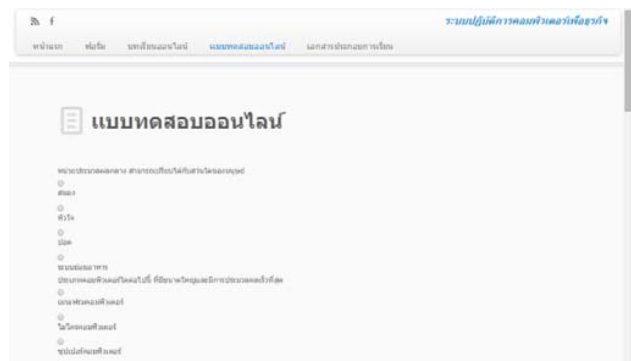 ระบบปฏิบัติการคอมพิวเตอร์เพื่อธุรกิจ
หน้าแรก ฟอรั่ม บทเรียนออนไลน์ แบบทดสอบออนไลน์ เอกสารประกอบการเรียน
แบบทดสอบออนไลน์
หน่วยประมวลผลกลาง สามารถเปรียบได้กับส่วนใดของมนุษย์
สมอง
หัวใจ
ปอด
ระบบย่อยอาหาร
ประเภทคอมพิวเตอร์ใดต่อไปนี้ ที่มีขนาดใหญ่และมีการประมวลผลเร็วที่สุด
เมนเฟรมคอมพิวเตอร์
ไมโครคอมพิวเตอร์
ซุปเปอร์คอมพิวเตอร์